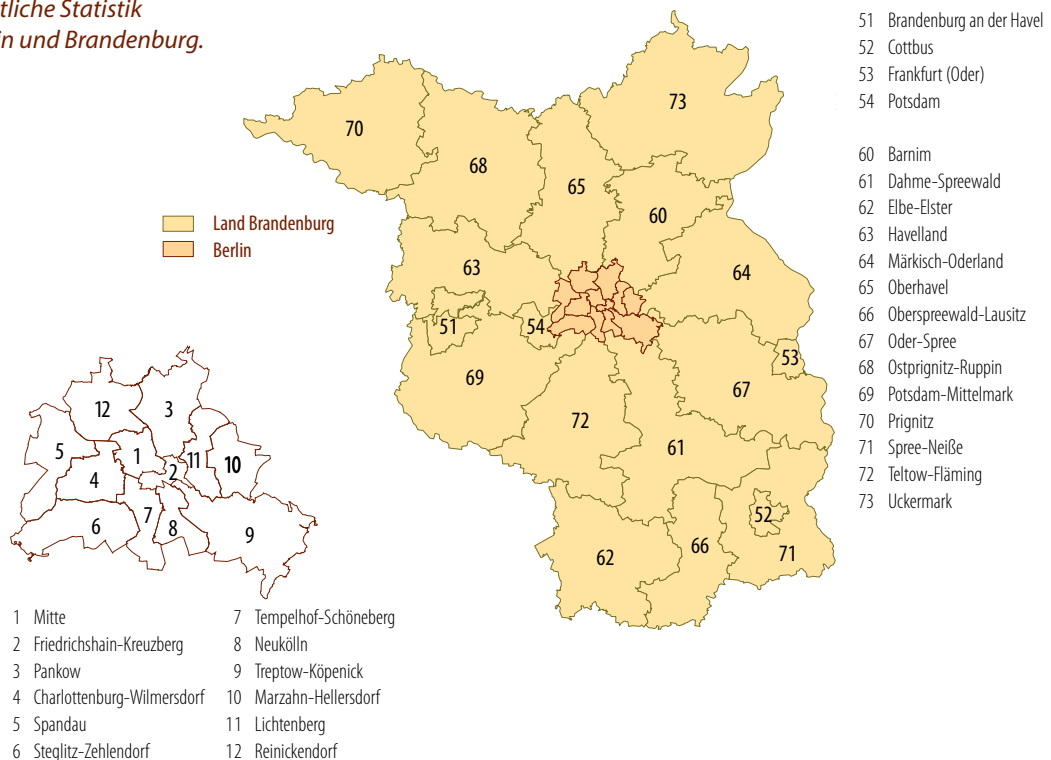 tliche Statistik
in und Brandenburg.
Land Brandenburg
Berlin
70
68
73
65
60
63
64
51
54
53
69
67
72
61
52
62
66
71
12
3
5
1
11
4
2
10
7
6
8
9
1 Mitte
2 Friedrichshain-Kreuzberg
3 Pankow
4 Charlottenburg-Wilmersdorf
5 Spandau
6 Steglitz-Zehlendorf
7 Tempelhof-Schöneberg
8 Neukölln
9 Treptow-Köpenick
10 Marzahn-Hellersdorf
11 Lichtenberg
12 Reinickendorf
51 Brandenburg an der Havel
52 Cottbus
53 Frankfurt (Oder)
54 Potsdam
60 Barnim
61 Dahme-Spreewald
62 Elbe-Elster
63 Havelland
64 Märkisch-Oderland
65 Oberhavel
66 Oberspreewald-Lausitz
67 Oder-Spree
68 Ostprignitz-Ruppin
69 Potsdam-Mittelmark
70 Prignitz
71 Spree-Neiße
72 Teltow-Fläming
73 Uckermark